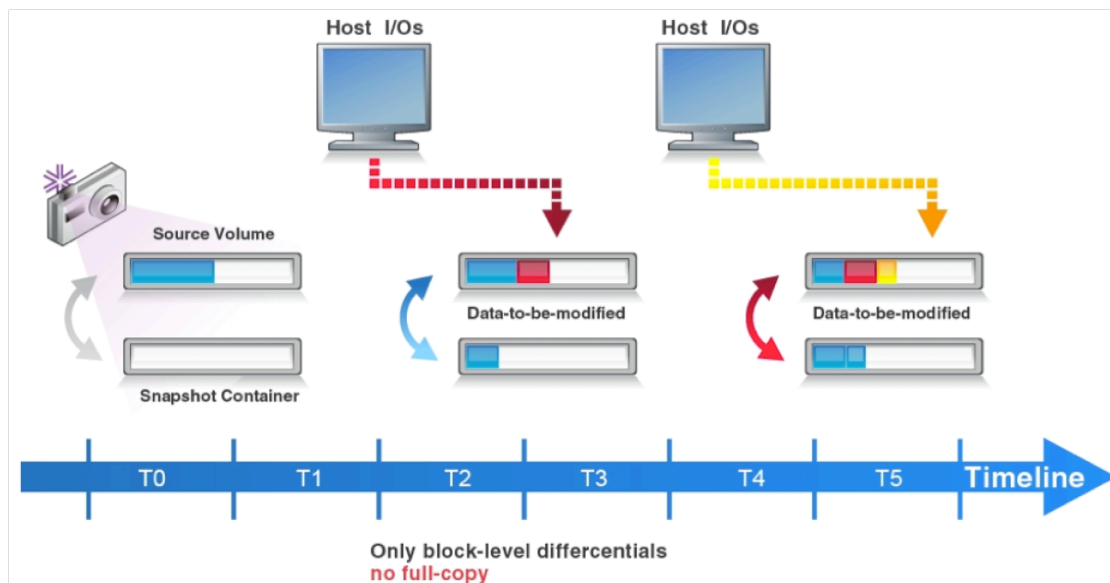 Host I/Os
Host I/Os
Source Volume
Data-to-be-modified
Data-to-be-modified
Snapshot Container
T0 T1 T2 T3 T4 T5 Timeline
Only block-level differcentials
no full-copy